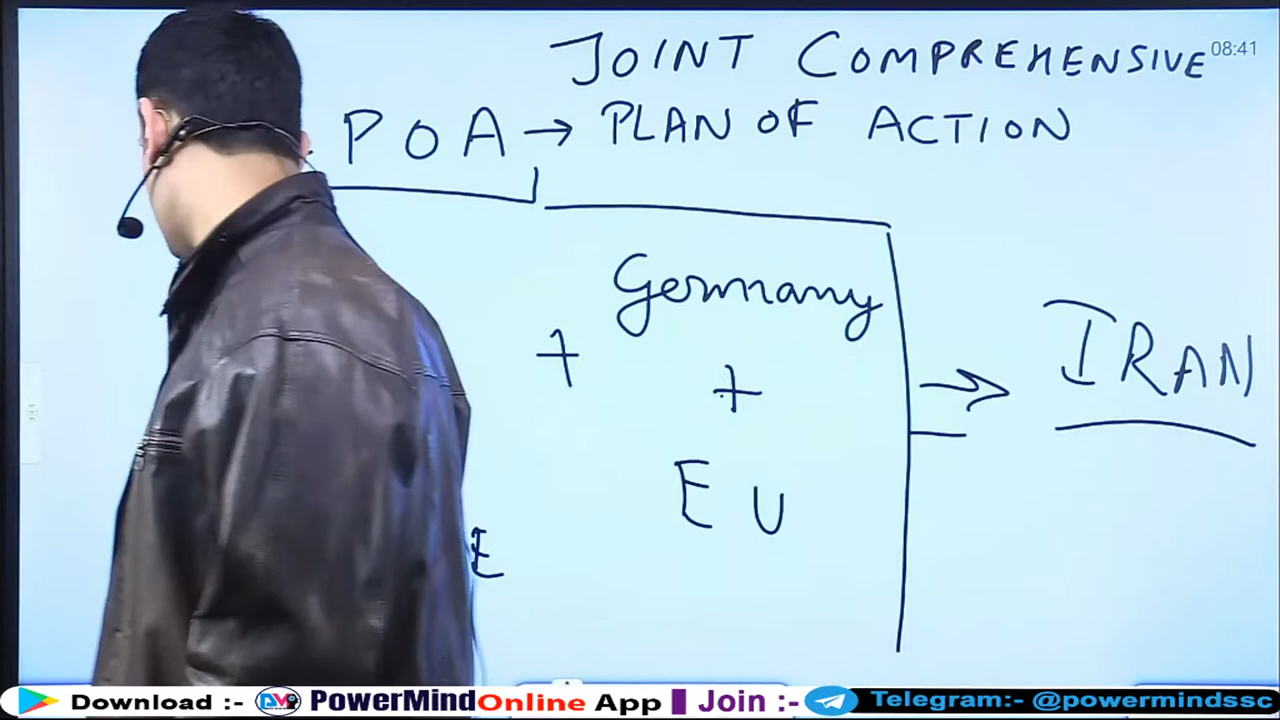 JOINT COMPREHENSIVE
08:41
POA → PLAN OF ACTION
Germany
+
+
IRAN
EU
E
Download :- PowerMindOnline App Join :- Telegram:- @powermindssc